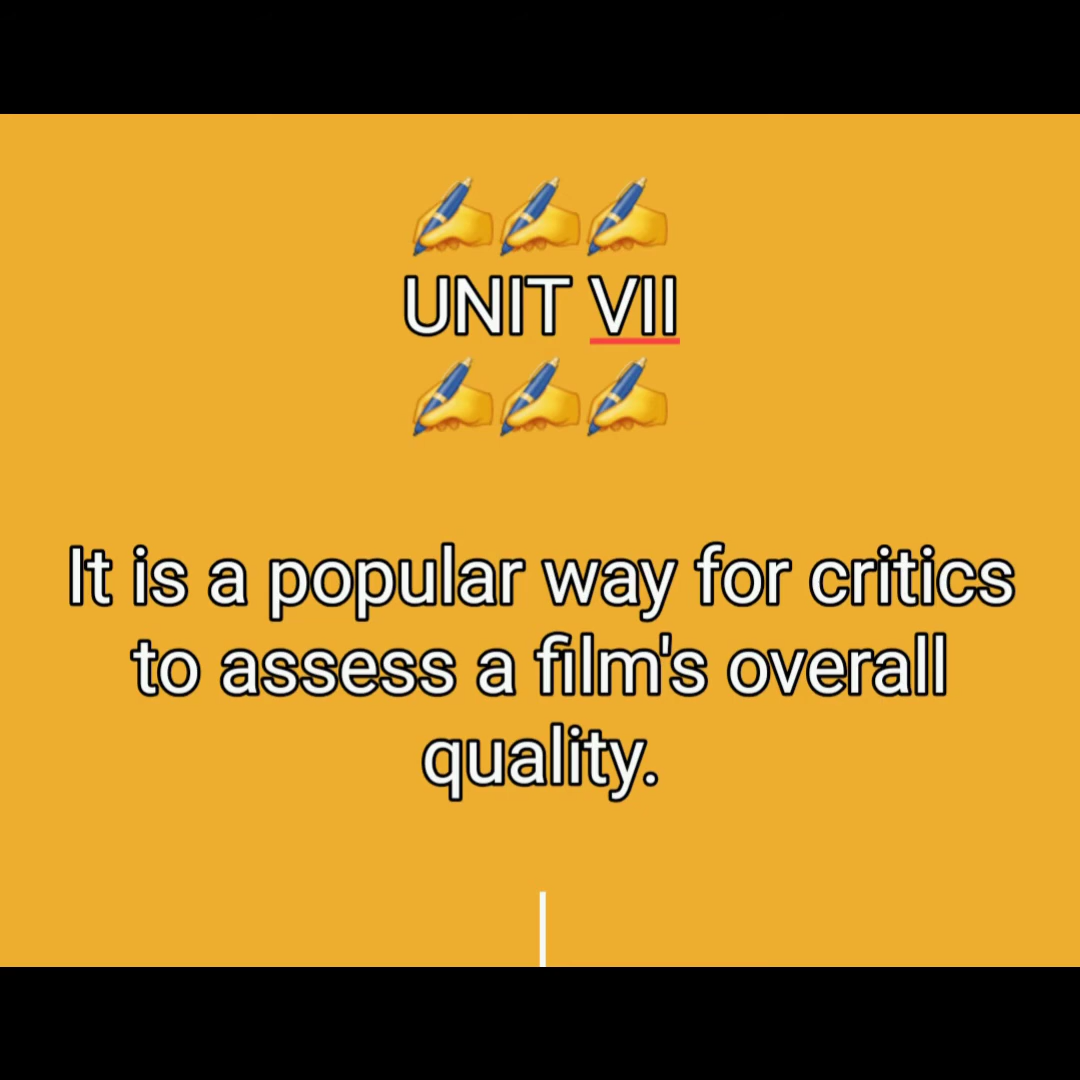 ✍✍✍
UNIT VII
✍✍✍
It is a popular way for critics
to assess a film's overall
quality.